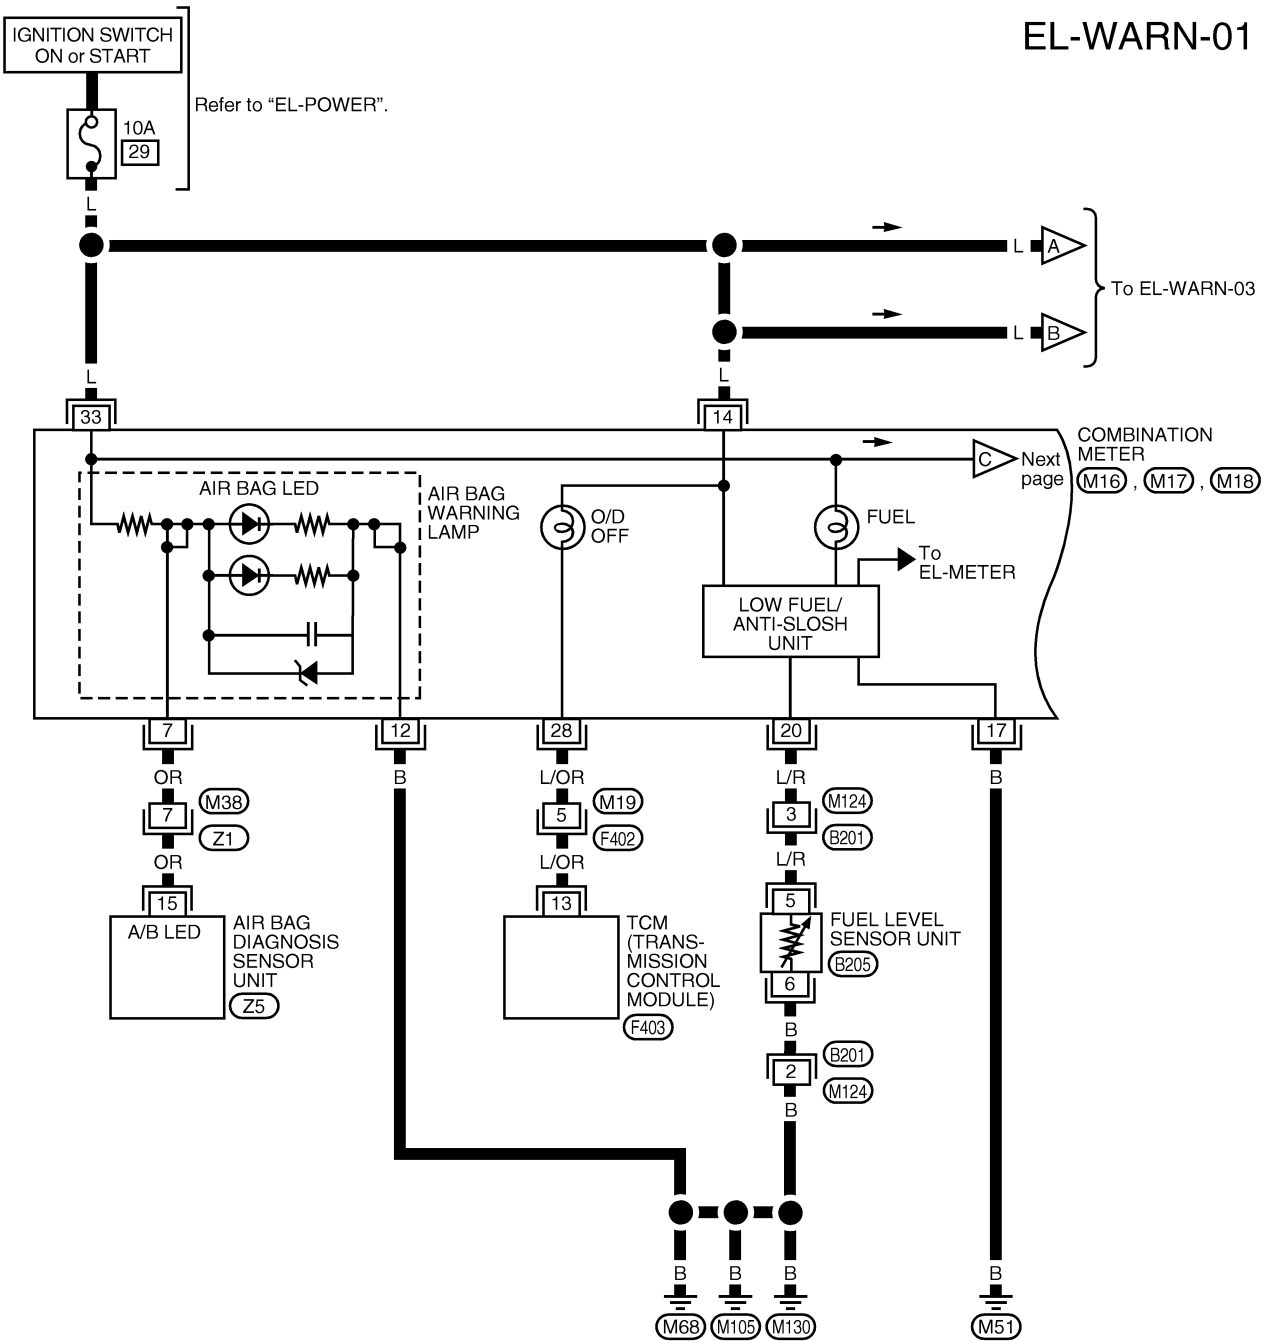 EL-WARN-01
IGNITION SWITCH
ON or START
Refer to “EL-POWER”.
10A
29
L
L
A
To EL-WARN-03
L
B
L
L
33
14
COMBINATION
METER
M16 , M17 , M18
C
Next
page
AIR BAG LED
AIR BAG
WARNING
LAMP
O/D
OFF
FUEL
To
EL-METER
LOW FUEL/
ANTI-SLOSH
UNIT
7
12
28
20
17
OR
B
L/OR
L/R
B
7
M38
Z1
5
M19
F402
3
M124
B201
OR
L/OR
L/R
15
13
5
A/B LED
AIR BAG
DIAGNOSIS
SENSOR
UNIT
Z5
TCM
(TRANS-
MISSION
CONTROL
MODULE)
F403
FUEL LEVEL
SENSOR UNIT
B205
6
B
2
B201
M124
B
B
B
B
B
M68
M105
M130
M51